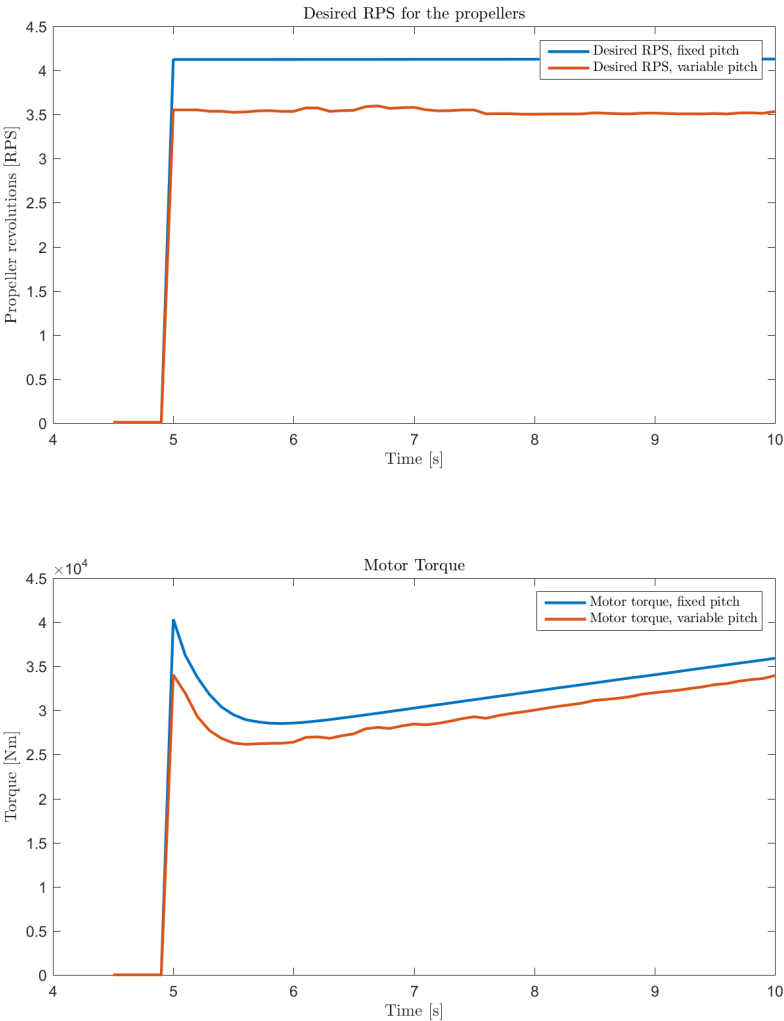 Desired RPS for the propellers
4.5
4
3.5
3
2.5
2
1.5
1
0.5
0
Propeller revolutions [RPS]
Desired RPS, fixed pitch
Desired RPS, variable pitch
4 5 6 7 8 9 10
Time [s]
Motor Torque
×10⁴
4.5
4
3.5
3
2.5
2
1.5
1
0.5
0
Torque [Nm]
Motor torque, fixed pitch
Motor torque, variable pitch
4 5 6 7 8 9 10
Time [s]